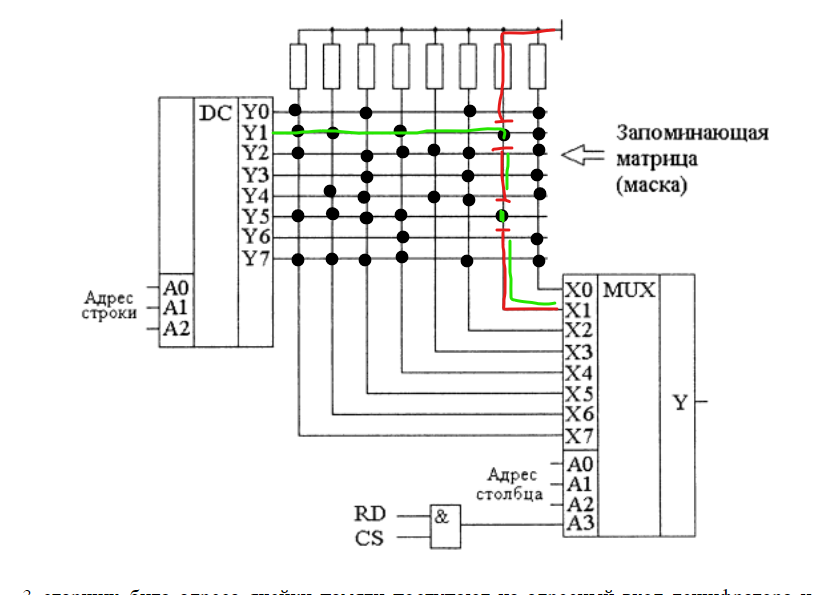 DC
Y0
Y1
Y2
Y3
Y4
Y5
Y6
Y7
Запоминающая
матрица
(маска)
Адрес
строки
A0
A1
A2
X0 MUX
X1
X2
X3
X4
X5
X6
X7
Y
Адрес
столбца
A0
A1
A2
A3
RD
CS
&